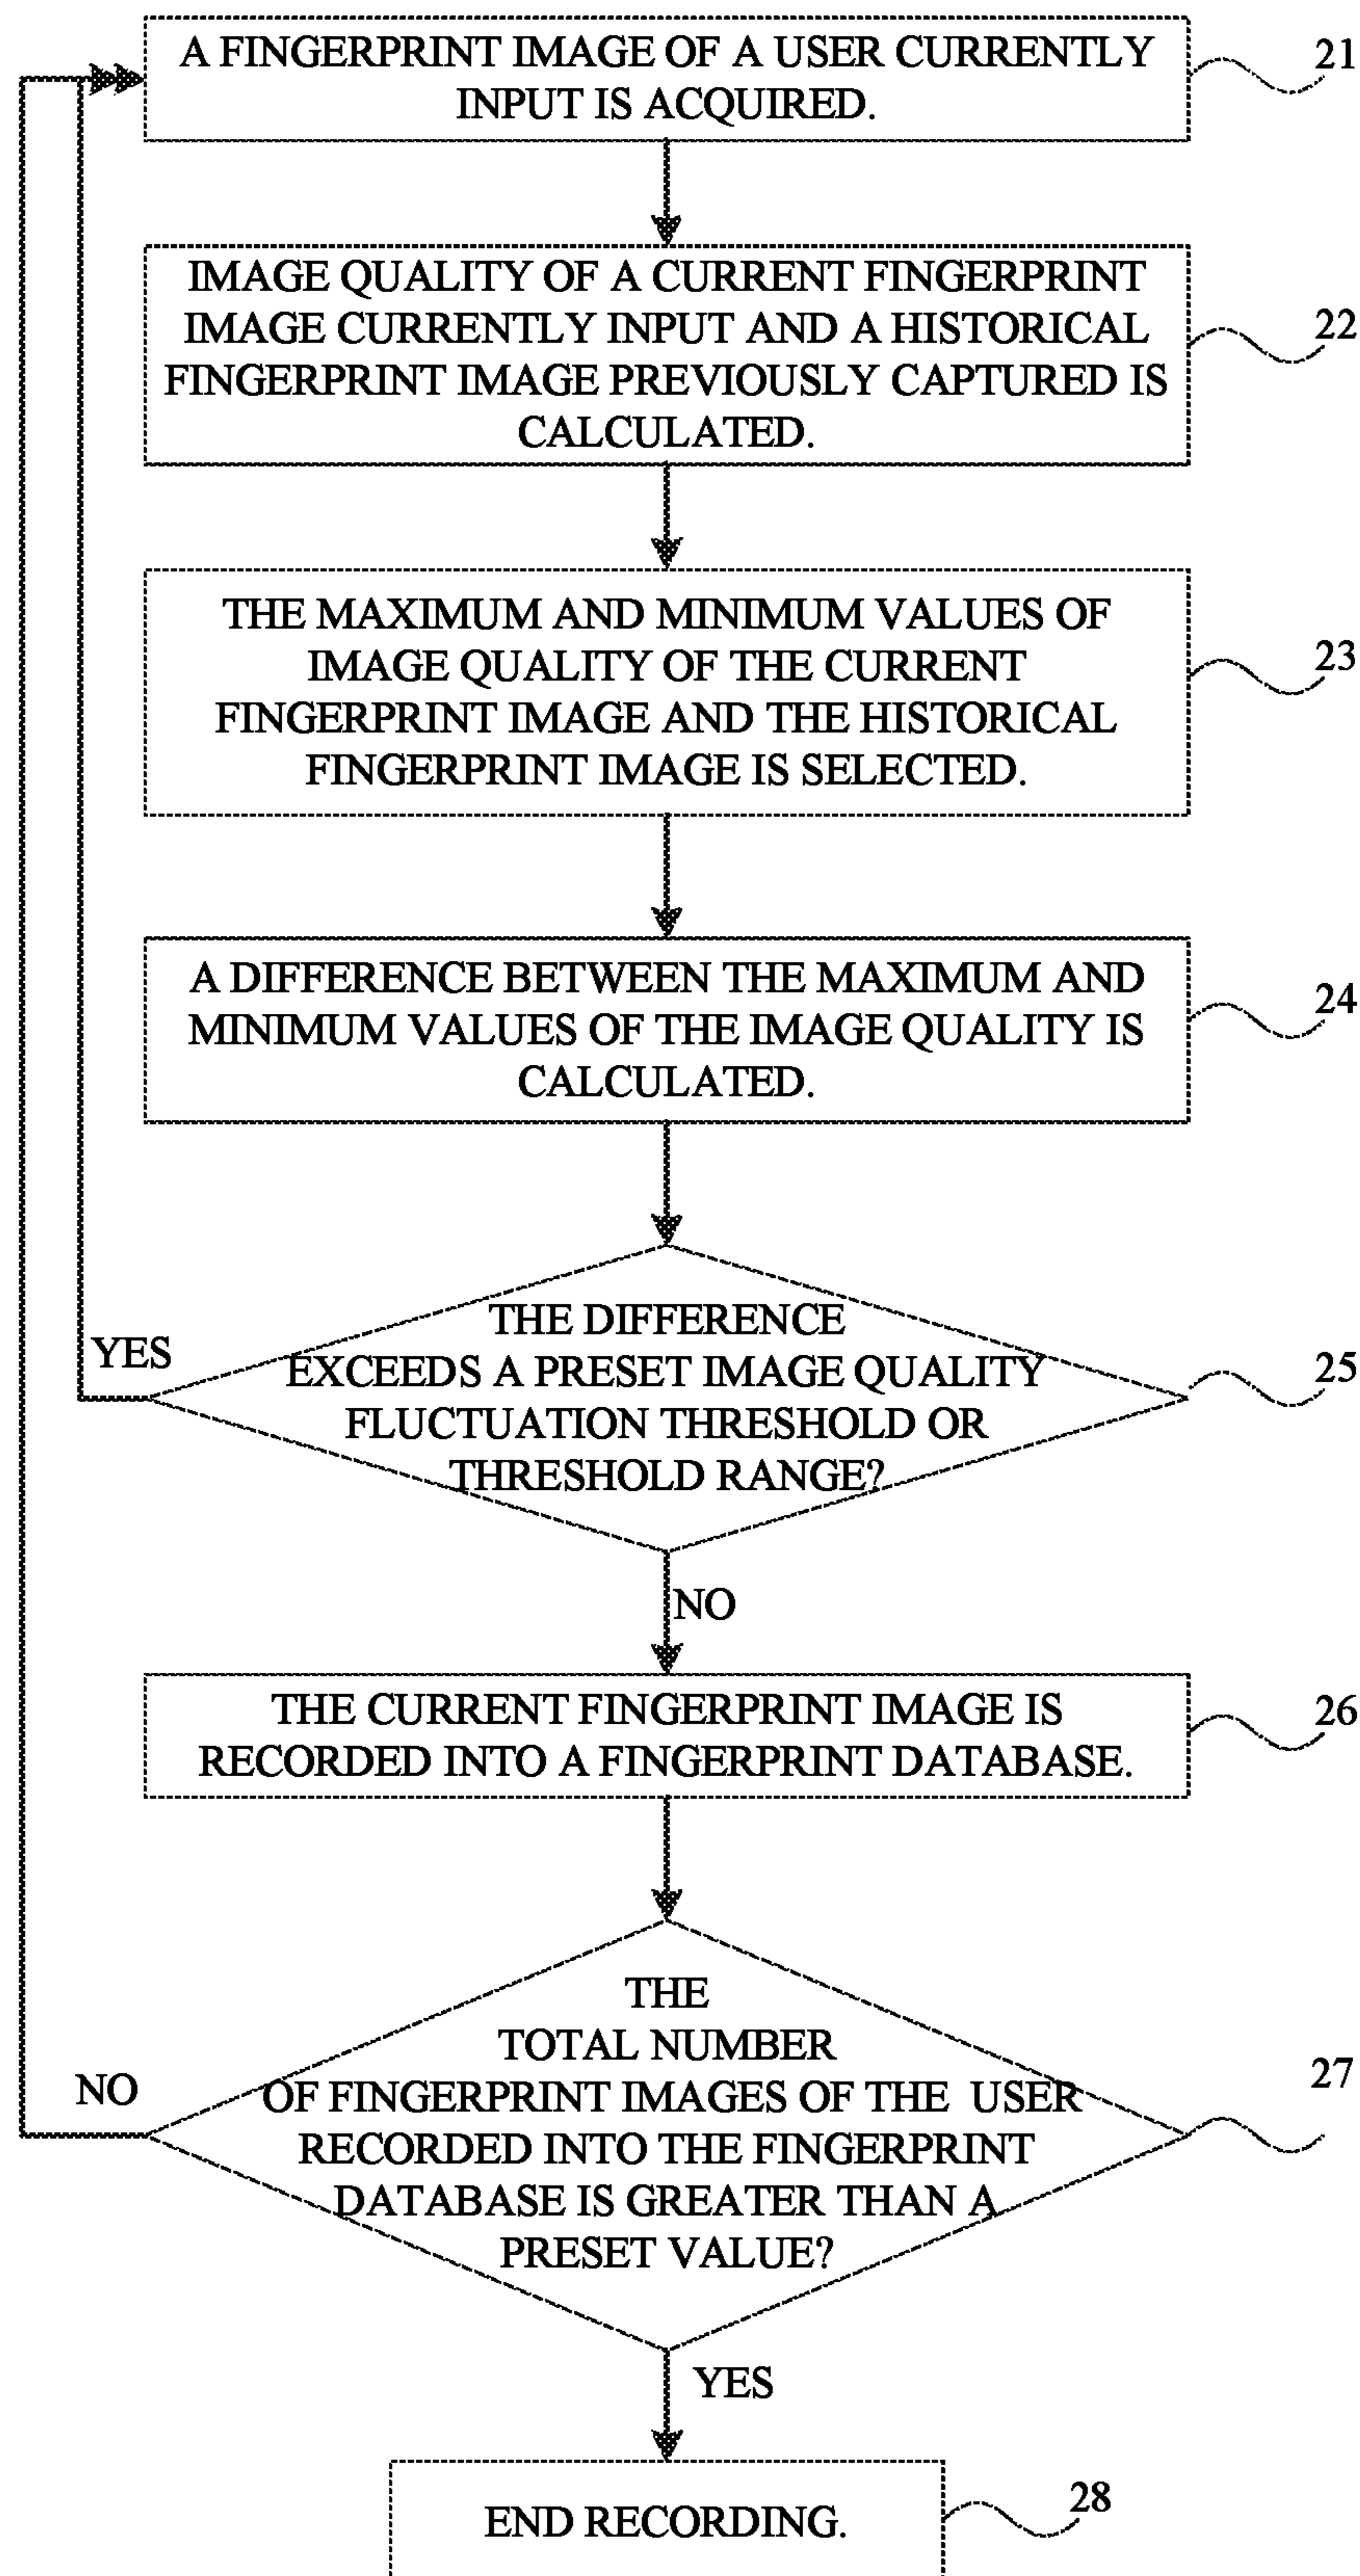 A FINGERPRINT IMAGE OF A USER CURRENTLY
INPUT IS ACQUIRED.
21
IMAGE QUALITY OF A CURRENT FINGERPRINT
IMAGE CURRENTLY INPUT AND A HISTORICAL
FINGERPRINT IMAGE PREVIOUSLY CAPTURED IS
CALCULATED.
22
THE MAXIMUM AND MINIMUM VALUES OF
IMAGE QUALITY OF THE CURRENT
FINGERPRINT IMAGE AND THE HISTORICAL
FINGERPRINT IMAGE IS SELECTED.
23
A DIFFERENCE BETWEEN THE MAXIMUM AND
MINIMUM VALUES OF THE IMAGE QUALITY IS
CALCULATED.
24
THE DIFFERENCE
EXCEEDS A PRESET IMAGE QUALITY
FLUCTUATION THRESHOLD OR
THRESHOLD RANGE?
25
YES
NO
THE CURRENT FINGERPRINT IMAGE IS
RECORDED INTO A FINGERPRINT DATABASE.
26
THE
TOTAL NUMBER
OF FINGERPRINT IMAGES OF THE USER
RECORDED INTO THE FINGERPRINT
DATABASE IS GREATER THAN A
PRESET VALUE?
27
NO
YES
END RECORDING.
28